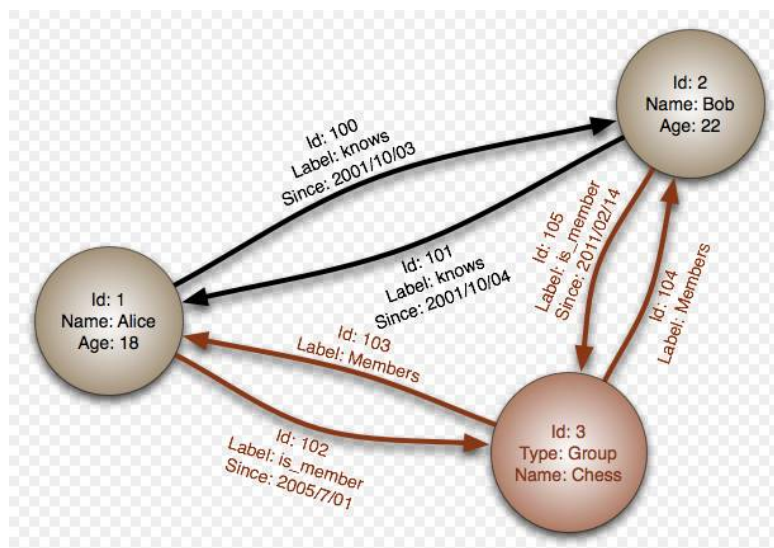 Id: 2
Name: Bob
Age: 22
Id: 100
Label: knows
Since: 2001/10/03
Id: 101
Label: knows
Since: 2001/10/04
Id: 105
Label: is_member
Since: 2011/02/14
Id: 104
Label: Members
Id: 1
Name: Alice
Age: 18
Id: 103
Label: Members
Id: 102
Label: is_member
Since: 2005/7/01
Id: 3
Type: Group
Name: Chess